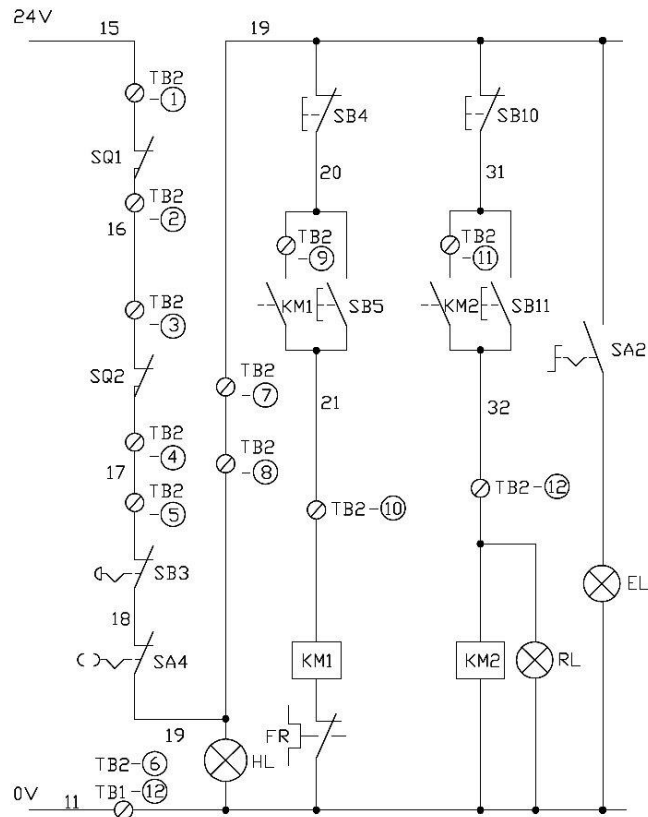 24V
15
19
TB2
-①
SQ1
TB2
-②
16
TB2
-③
SQ2
TB2
-④
17
TB2
-⑤
SB3
18
SA4
19
TB2-⑥
TB1-⑫
0V
11
TB2
-⑦
TB2
-⑧
HL
SB4
20
TB2
-⑨
KM1
SB5
21
TB2-⑩
KM1
FR
SB10
31
TB2
-⑪
KM2
SB11
32
TB2-⑫
KM2
RL
SA2
EL